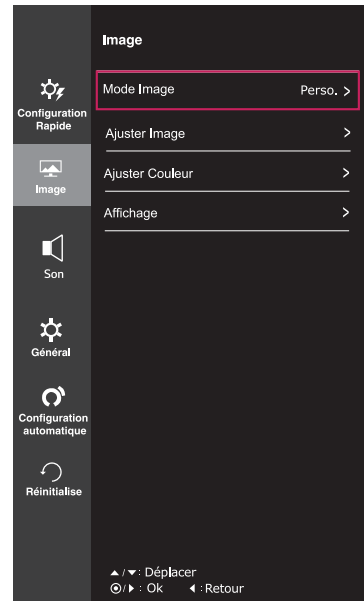 Image
Mode Image Perso. >
Ajuster Image >
Ajuster Couleur >
Affichage >
Configuration
Rapide
Image
Son
Général
Configuration
automatique
Réinitialise
▲ /▼: Déplacer
⦿/▶ : Ok ◀ :Retour